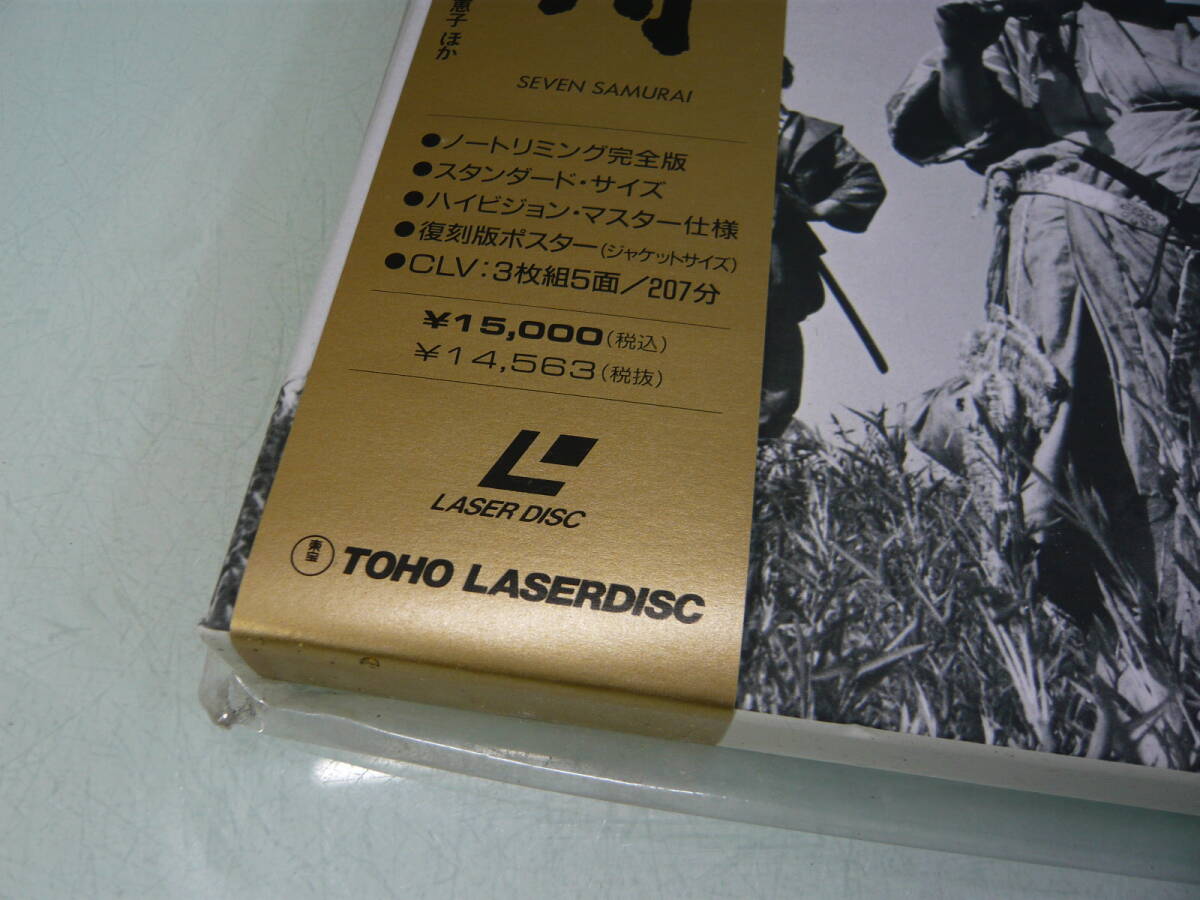 恵子 ほか
SEVEN SAMURAI
●ノートリミング完全版
●スタンダード・サイズ
●ハイビジョン・マスター仕様
●復刻版ポスター(ジャケットサイズ)
●CLV:3枚組5面/207分
¥15,000(税込)
¥14,563(税抜)
LASER DISC
東宝 TOHO LASERDISC